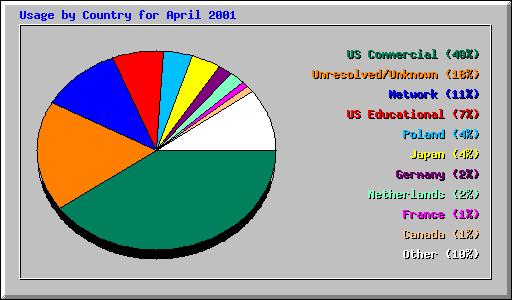 Usage by Country for April 2001
US Commercial (40%)
Unresolved/Unknown (18%)
Network (11%)
US Educational (7%)
Poland (4%)
Japan (4%)
Germany (2%)
Netherlands (2%)
France (1%)
Canada (1%)
Other (10%)